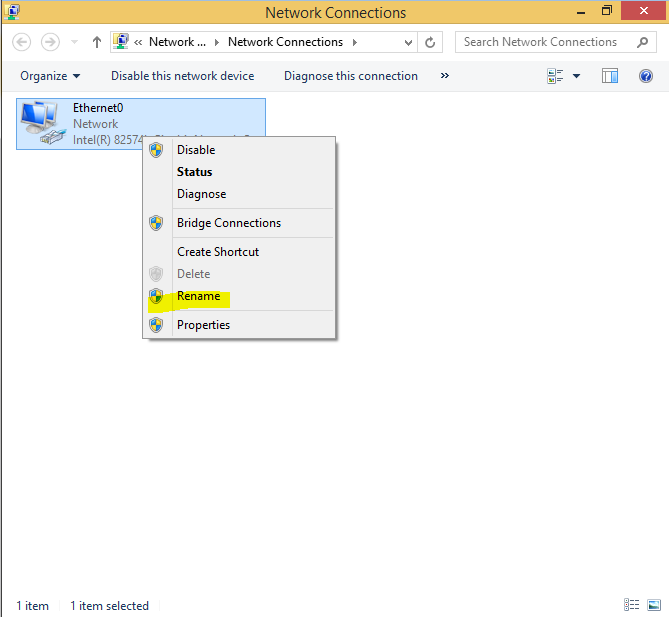 Network Connections
« Network ... Network Connections
Search Network Connections
Organize Disable this network device Diagnose this connection »
Ethernet0
Network
Intel(R) 82574
Disable
Status
Diagnose
Bridge Connections
Create Shortcut
Delete
Rename
Properties
1 item 1 item selected